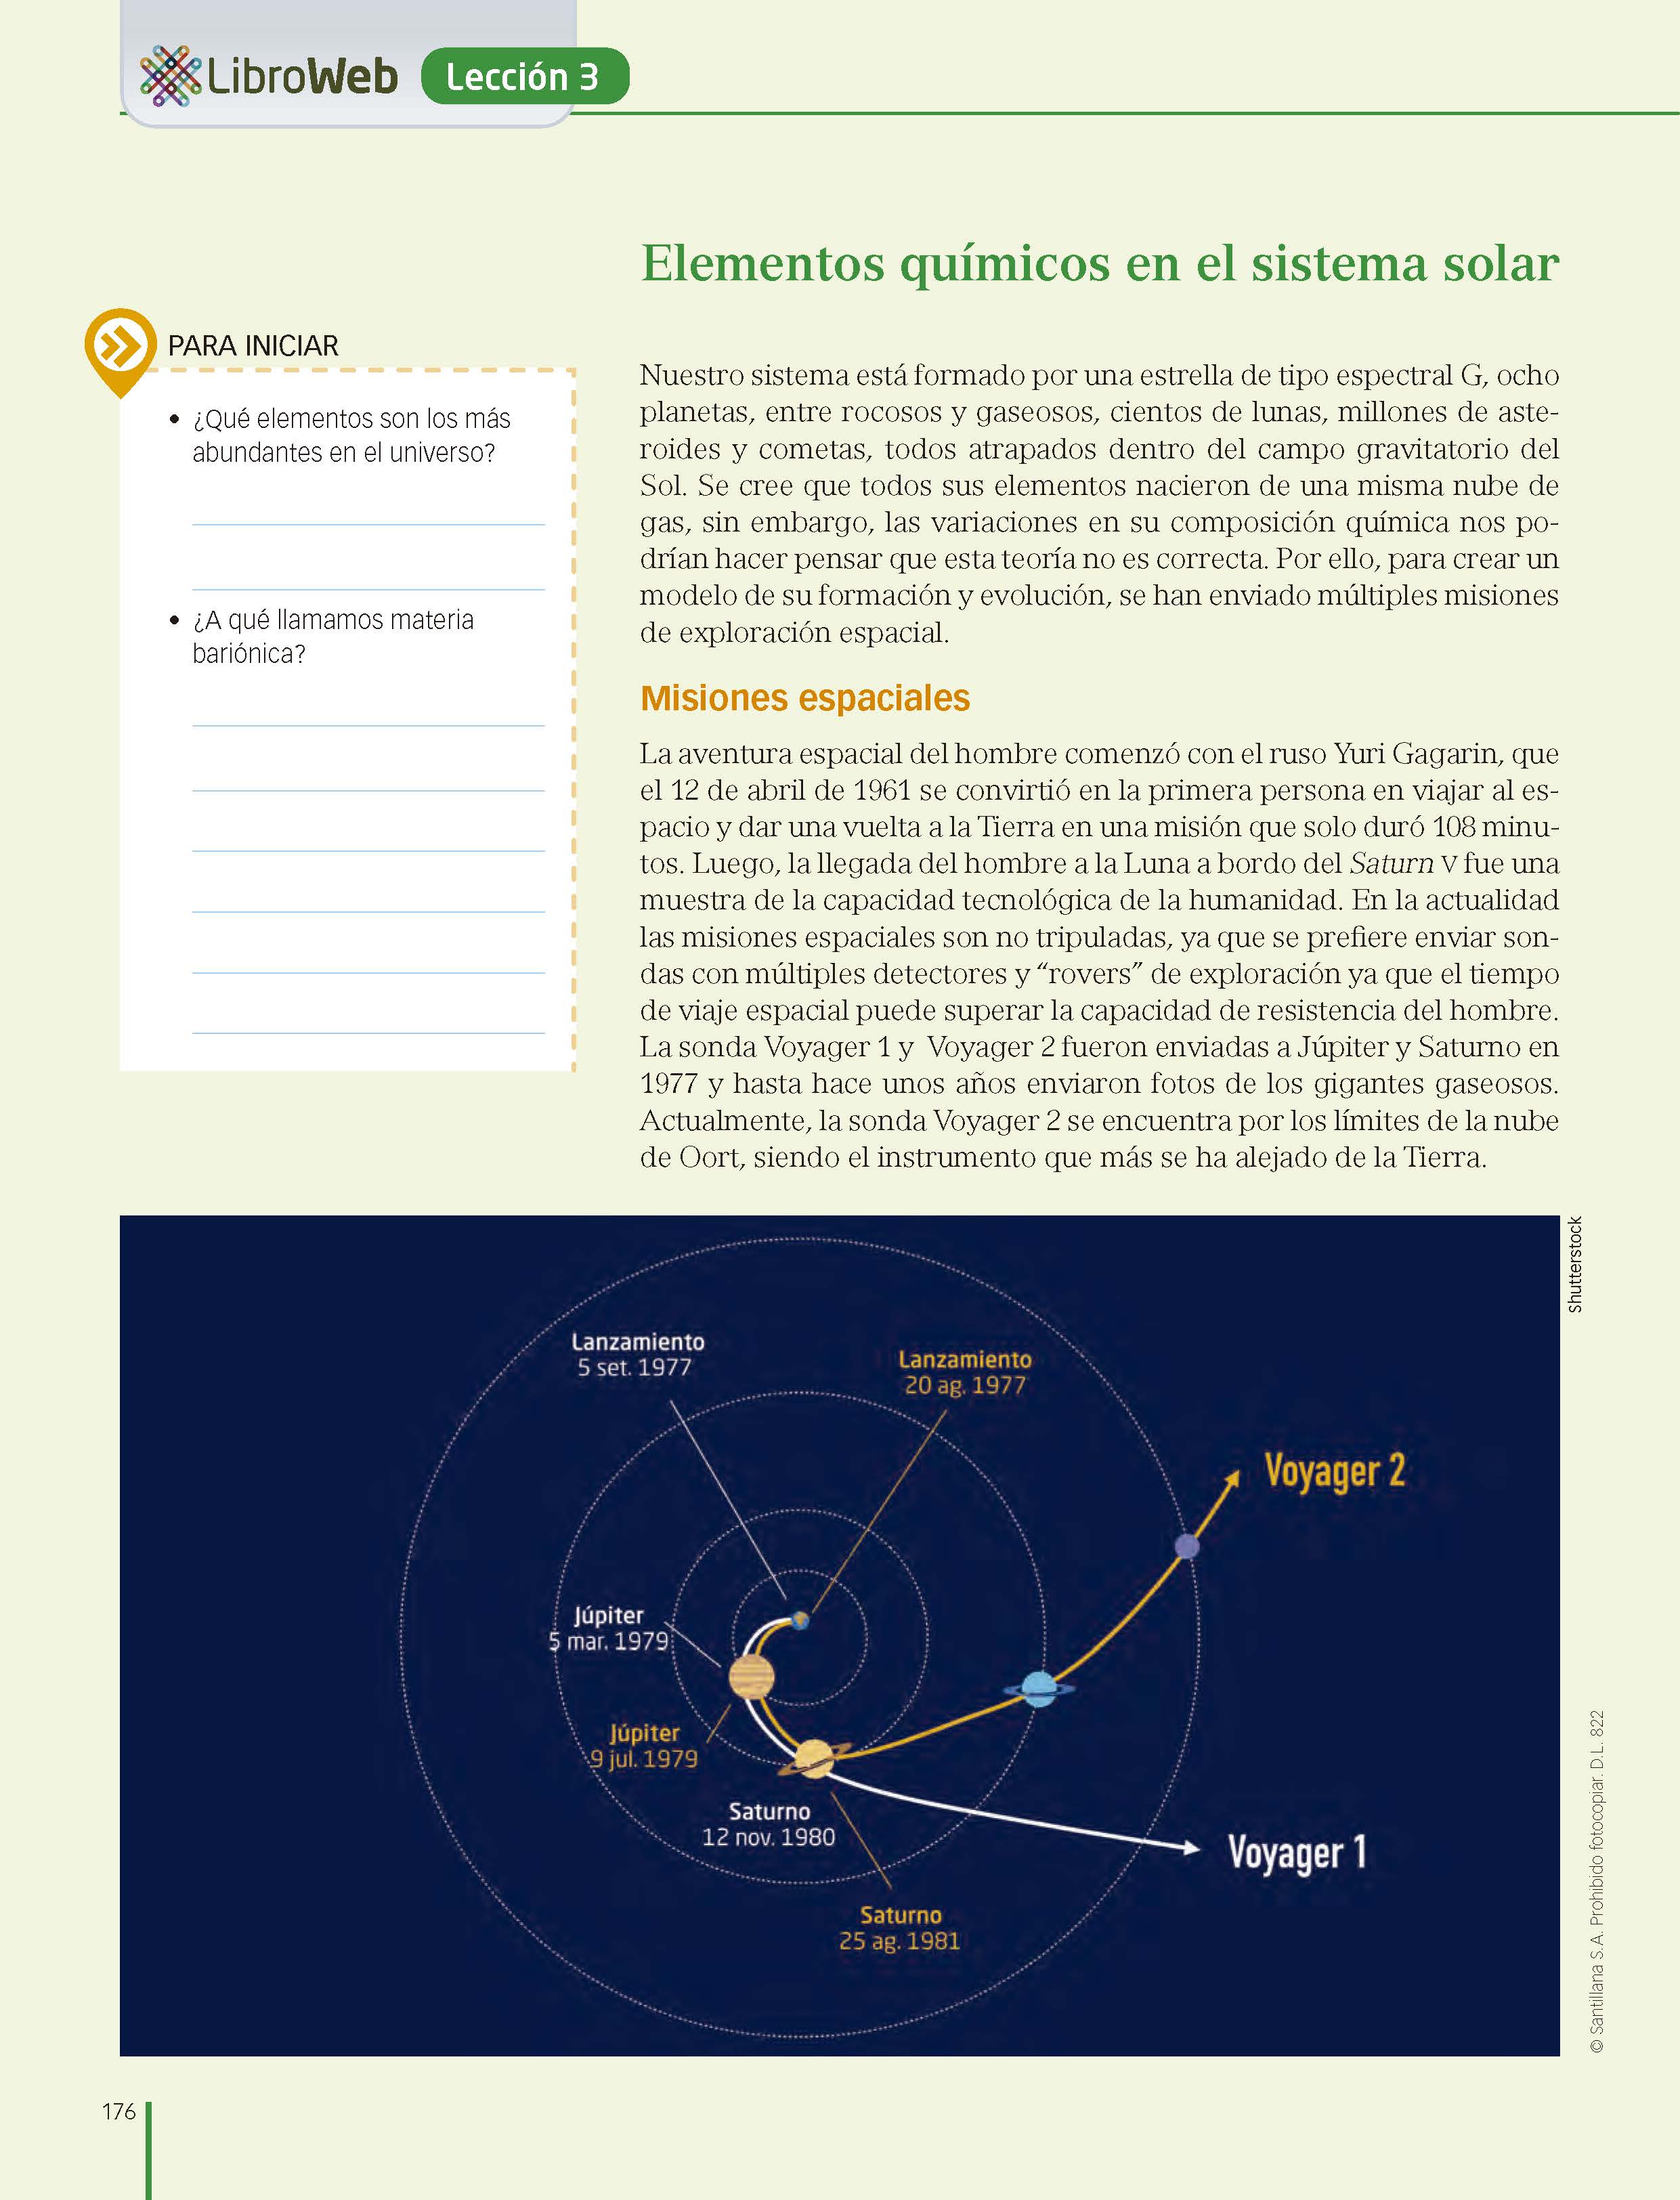 LibroWeb Lección 3
Elementos químicos en el sistema solar
PARA INICIAR
• ¿Qué elementos son los más
abundantes en el universo?
• ¿A qué llamamos materia
bariónica?
Nuestro sistema está formado por una estrella de tipo espectral G, ocho
planetas, entre rocosos y gaseosos, cientos de lunas, millones de aste-
roides y cometas, todos atrapados dentro del campo gravitatorio del
Sol. Se cree que todos sus elementos nacieron de una misma nube de
gas, sin embargo, las variaciones en su composición química nos po-
drían hacer pensar que esta teoría no es correcta. Por ello, para crear un
modelo de su formación y evolución, se han enviado múltiples misiones
de exploración espacial.
Misiones espaciales
La aventura espacial del hombre comenzó con el ruso Yuri Gagarin, que
el 12 de abril de 1961 se convirtió en la primera persona en viajar al es-
pacio y dar una vuelta a la Tierra en una misión que solo duró 108 minu-
tos. Luego, la llegada del hombre a la Luna a bordo del Saturn V fue una
muestra de la capacidad tecnológica de la humanidad. En la actualidad
las misiones espaciales son no tripuladas, ya que se prefiere enviar son-
das con múltiples detectores y “rovers” de exploración ya que el tiempo
de viaje espacial puede superar la capacidad de resistencia del hombre.
La sonda Voyager 1 y Voyager 2 fueron enviadas a Júpiter y Saturno en
1977 y hasta hace unos años enviaron fotos de los gigantes gaseosos.
Actualmente, la sonda Voyager 2 se encuentra por los límites de la nube
de Oort, siendo el instrumento que más se ha alejado de la Tierra.
Shutterstock
Lanzamiento
5 set. 1977
Lanzamiento
20 ag. 1977
Voyager 2
Júpiter
5 mar. 1979
Júpiter
9 jul. 1979
Saturno
12 nov. 1980
Voyager 1
Saturno
25 ag. 1981
© Santillana S.A. Prohibido fotocopiar. D.L. 822
176